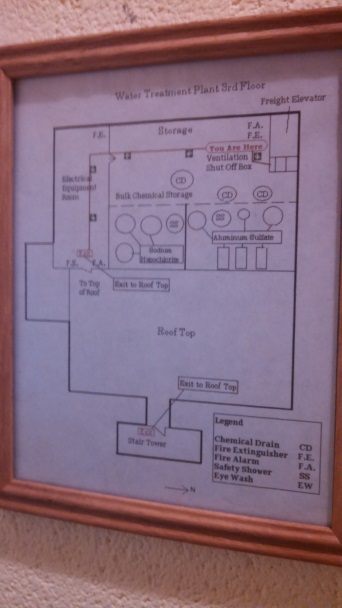 Water Treatment Plant 3rd Floor
Freight Elevator
F.E.
Storage
F.A.
F.E.
You Are Here
Ventilation
Shut Off Box
Electrical
Equipment
Room
CD
Bulk Chemical Storage
CD
CD
SS
SS
Sodium
Hypochlorite
Aluminum Sulfate
F.E.
F.A.
To Top
of Roof
Exit to Roof Top
Roof Top
Exit to Roof Top
Stair Tower
Legend
Chemical Drain CD
Fire Extinguisher F.E.
Fire Alarm F.A.
Safety Shower SS
Eye Wash EW
N